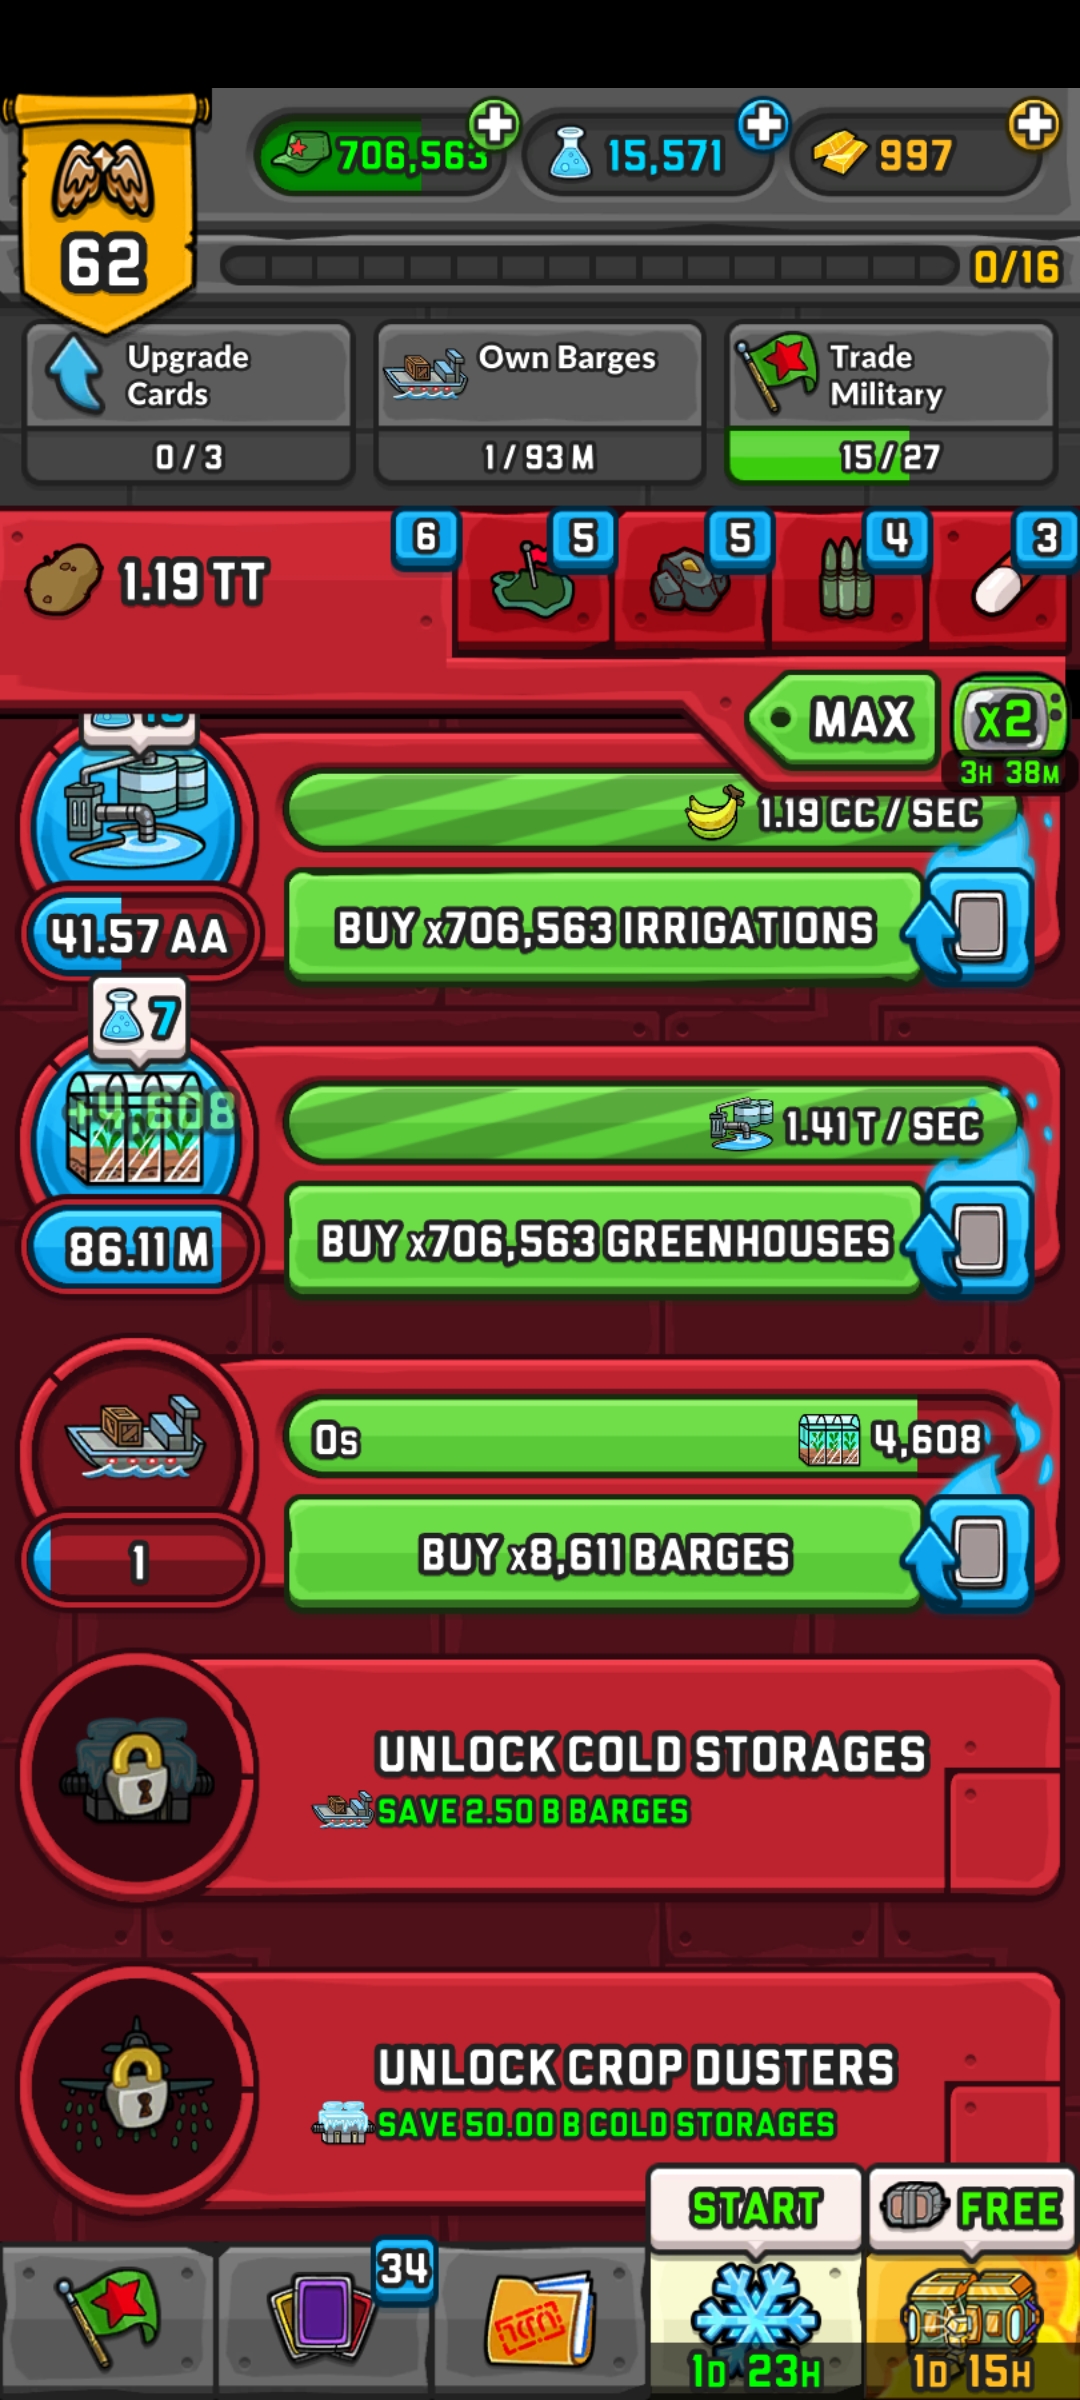 706,563
15,571
997
62
0/16
Upgrade
Cards
0 / 3
Own Barges
1 / 93 M
Trade
Military
15 / 27
1.19 TT
6
5
5
4
3
MAX
x2
3H 38M
1.19 CC / SEC
41.57 AA
BUY x706,563 IRRIGATIONS
7
+4,608
1.41 T / SEC
86.11 M
BUY x706,563 GREENHOUSES
0s
4,608
1
BUY x8,611 BARGES
UNLOCK COLD STORAGES
SAVE 2.50 B BARGES
UNLOCK CROP DUSTERS
SAVE 50.00 B COLD STORAGES
START
FREE
34
1D 23H
1D 15H